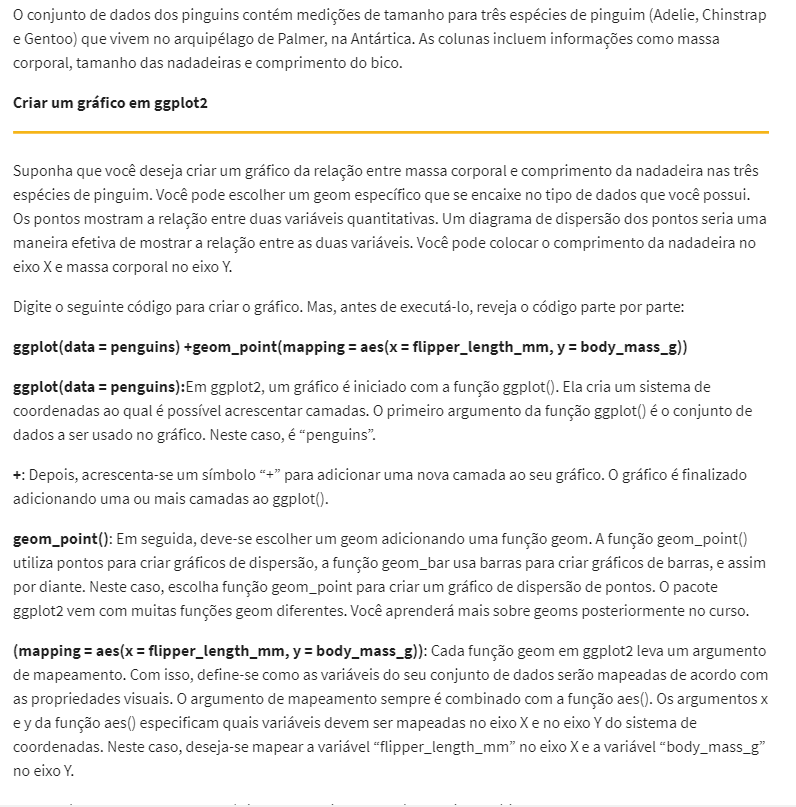 O conjunto de dados dos pinguins contém medições de tamanho para três espécies de pinguim (Adelie, Chinstrap
e Gentoo) que vivem no arquipélago de Palmer, na Antártica. As colunas incluem informações como massa
corporal, tamanho das nadadeiras e comprimento do bico.
Criar um gráfico em ggplot2
Suponha que você deseja criar um gráfico da relação entre massa corporal e comprimento da nadadeira nas três
espécies de pinguim. Você pode escolher um geom específico que se encaixe no tipo de dados que você possui.
Os pontos mostram a relação entre duas variáveis quantitativas. Um diagrama de dispersão dos pontos seria uma
maneira efetiva de mostrar a relação entre as duas variáveis. Você pode colocar o comprimento da nadadeira no
eixo X e massa corporal no eixo Y.
Digite o seguinte código para criar o gráfico. Mas, antes de executá-lo, reveja o código parte por parte:
ggplot(data = penguins) +geom_point(mapping = aes(x = flipper_length_mm, y = body_mass_g))
ggplot(data = penguins):Em ggplot2, um gráfico é iniciado com a função ggplot(). Ela cria um sistema de
coordenadas ao qual é possível acrescentar camadas. O primeiro argumento da função ggplot() é o conjunto de
dados a ser usado no gráfico. Neste caso, é “penguins”.
+: Depois, acrescenta-se um símbolo “+” para adicionar uma nova camada ao seu gráfico. O gráfico é finalizado
adicionando uma ou mais camadas ao ggplot().
geom_point(): Em seguida, deve-se escolher um geom adicionando uma função geom. A função geom_point()
utiliza pontos para criar gráficos de dispersão, a função geom_bar usa barras para criar gráficos de barras, e assim
por diante. Neste caso, escolha função geom_point para criar um gráfico de dispersão de pontos. O pacote
ggplot2 vem com muitas funções geom diferentes. Você aprenderá mais sobre geoms posteriormente no curso.
(mapping = aes(x = flipper_length_mm, y = body_mass_g)): Cada função geom em ggplot2 leva um argumento
de mapeamento. Com isso, define-se como as variáveis do seu conjunto de dados serão mapeadas de acordo com
as propriedades visuais. O argumento de mapeamento sempre é combinado com a função aes(). Os argumentos x
e y da função aes() especificam quais variáveis devem ser mapeadas no eixo X e no eixo Y do sistema de
coordenadas. Neste caso, deseja-se mapear a variável “flipper_length_mm” no eixo X e a variável “body_mass_g”
no eixo Y.